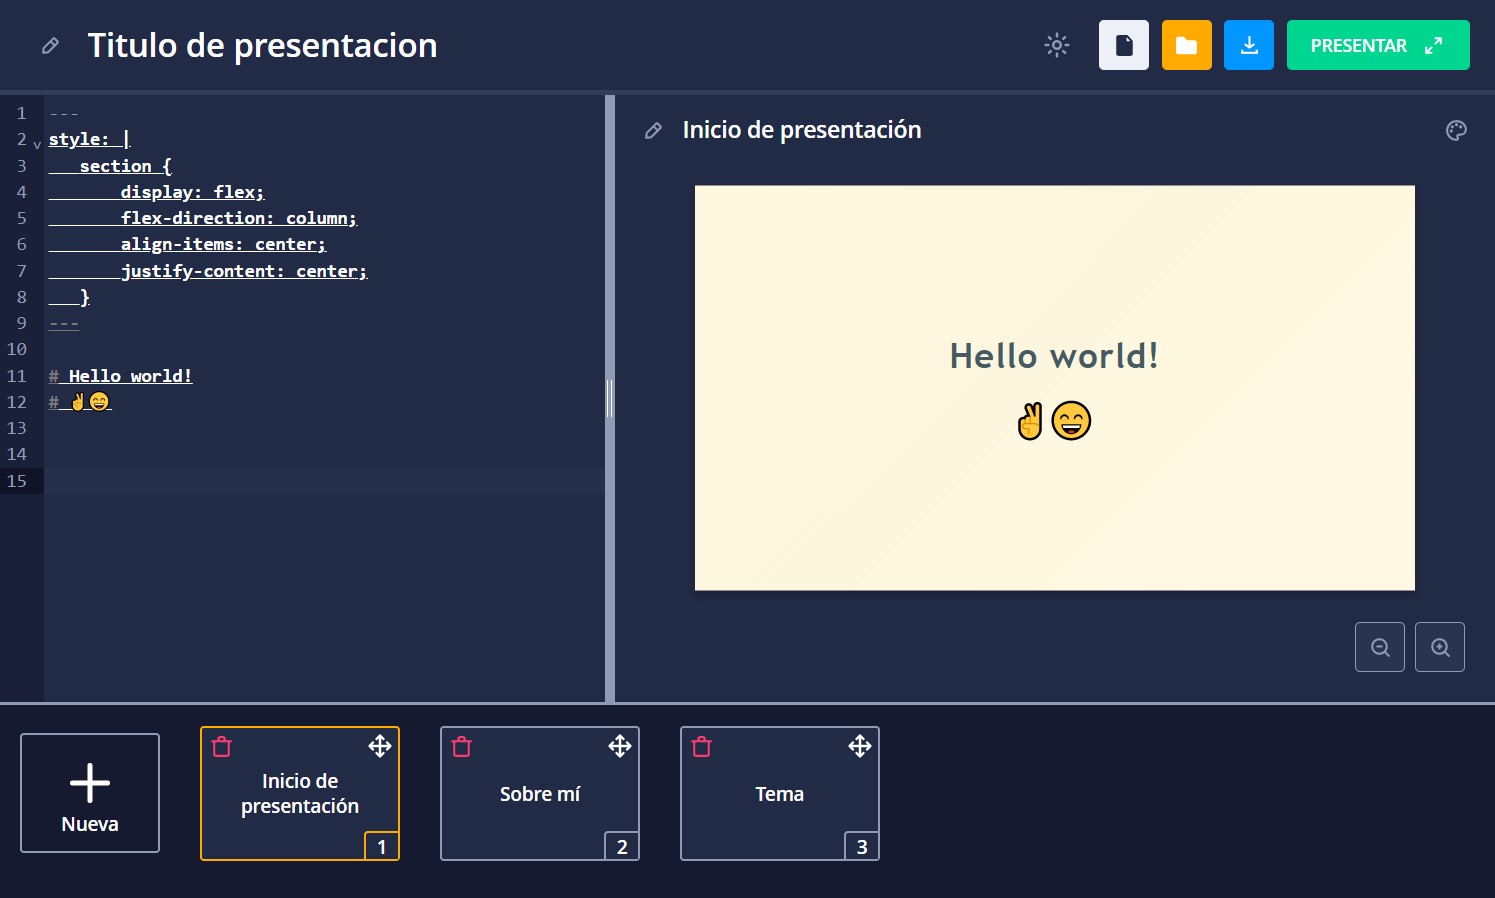 Titulo de presentacion
PRESENTAR
1 ---
2 style: |
3 section {
4 display: flex;
5 flex-direction: column;
6 align-items: center;
7 justify-content: center;
8 }
9 ---
10
11 # Hello world!
12 # ✌😄
13
14
15
Inicio de presentación
Hello world!
✌😄
Nueva
Inicio de
presentación
1
Sobre mí
2
Tema
3